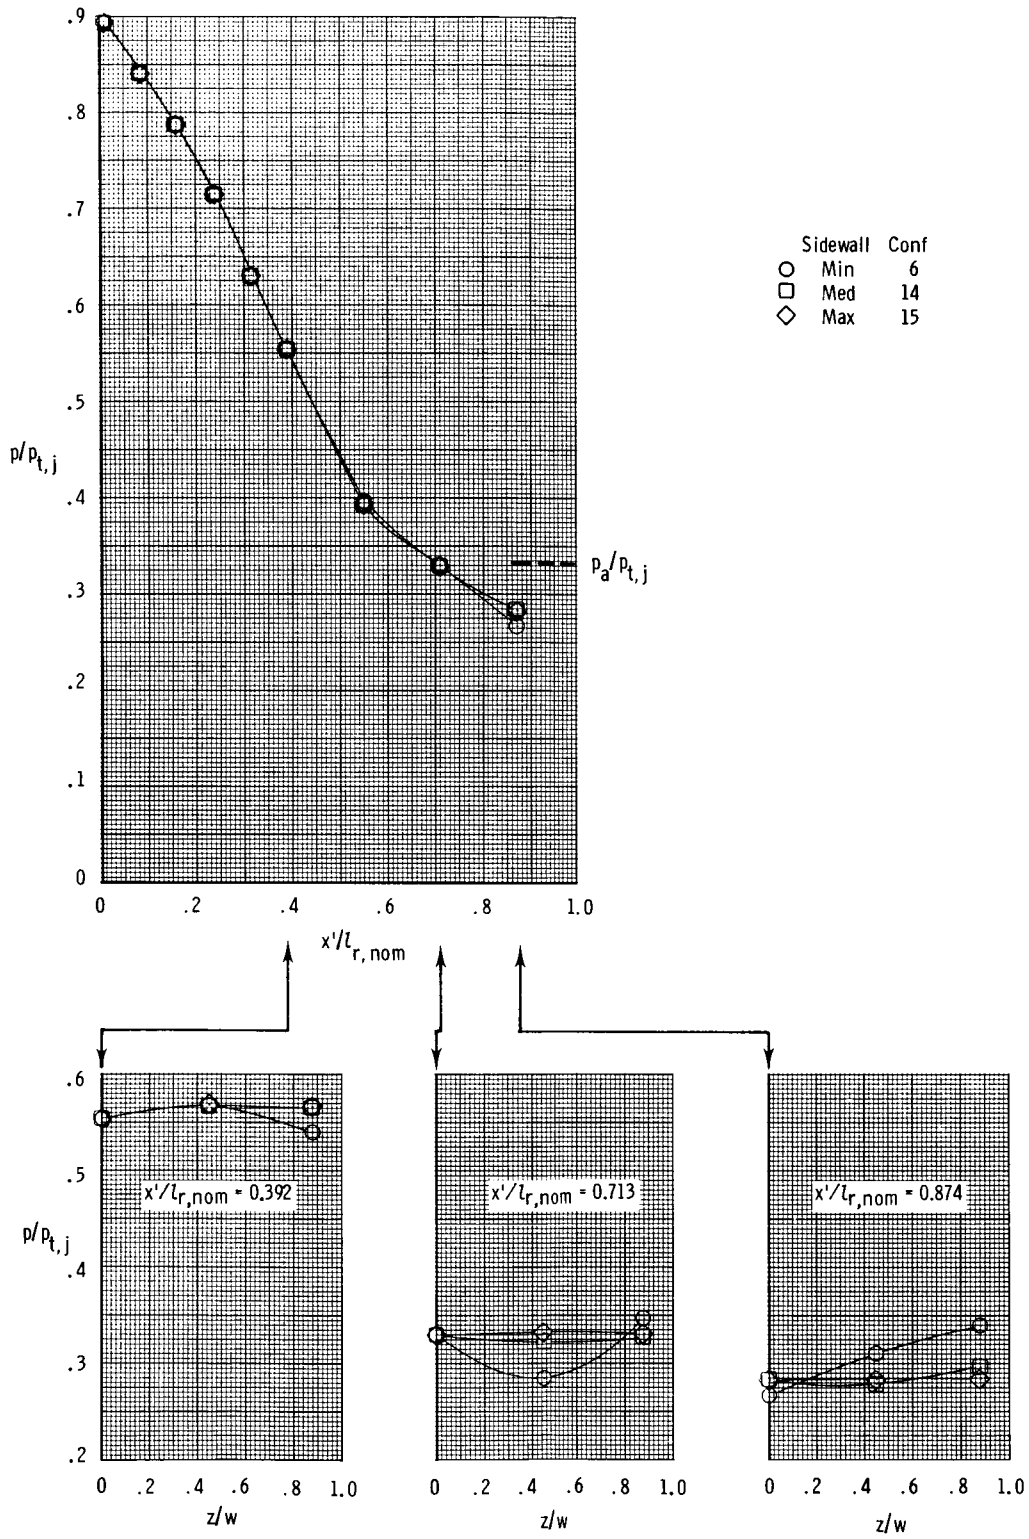 .9
.8
.7
.6
.5
p/p_t,j
.4
p_a/p_t,j
.3
.2
.1
0
0 .2 .4 .6 .8 1.0
x'/l_r,nom
Sidewall Conf
Min 6
Med 14
Max 15
.6
.5
x'/l_r,nom = 0.392
x'/l_r,nom = 0.713
x'/l_r,nom = 0.874
p/p_t,j
.4
.3
.2
0 .2 .4 .6 .8 1.0
0 .2 .4 .6 .8 1.0
0 .2 .4 .6 .8 1.0
z/w
z/w
z/w